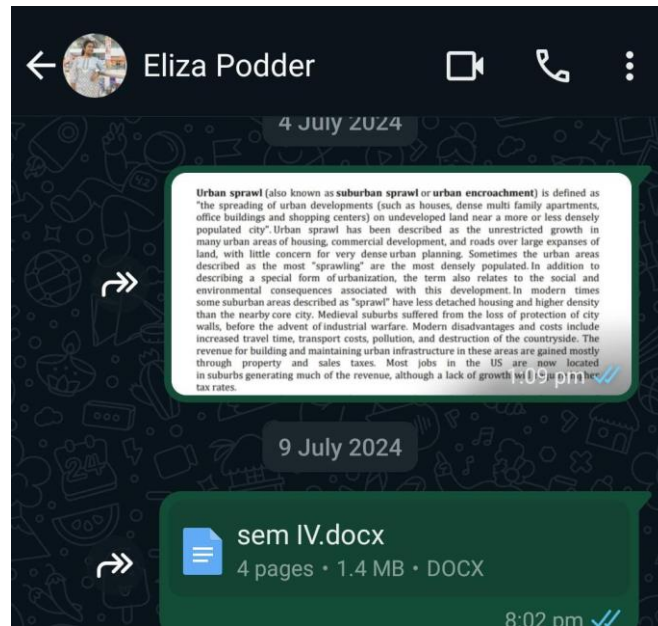 Eliza Podder
4 July 2024
Urban sprawl (also known as suburban sprawl or urban encroachment) is defined as
"the spreading of urban developments (such as houses, dense multi family apartments,
office buildings and shopping centers) on undeveloped land near a more or less densely
populated city". Urban sprawl has been described as the unrestricted growth in
many urban areas of housing, commercial development, and roads over large expanses of
land, with little concern for very dense urban planning. Sometimes the urban areas
described as the most "sprawling" are the most densely populated. In addition to
describing a special form of urbanization, the term also relates to the social and
environmental consequences associated with this development. In modern times
some suburban areas described as "sprawl" have less detached housing and higher density
than the nearby core city. Medieval suburbs suffered from the loss of protection of city
walls, before the advent of industrial warfare. Modern disadvantages and costs include
increased travel time, transport costs, pollution, and destruction of the countryside. The
revenue for building and maintaining urban infrastructure in these areas are gained mostly
through property and sales taxes. Most jobs in the US are now located
in suburbs generating much of the revenue, although a lack of growth
tax rates.
1:09 pm
9 July 2024
sem IV.docx
4 pages • 1.4 MB • DOCX
8:02 pm